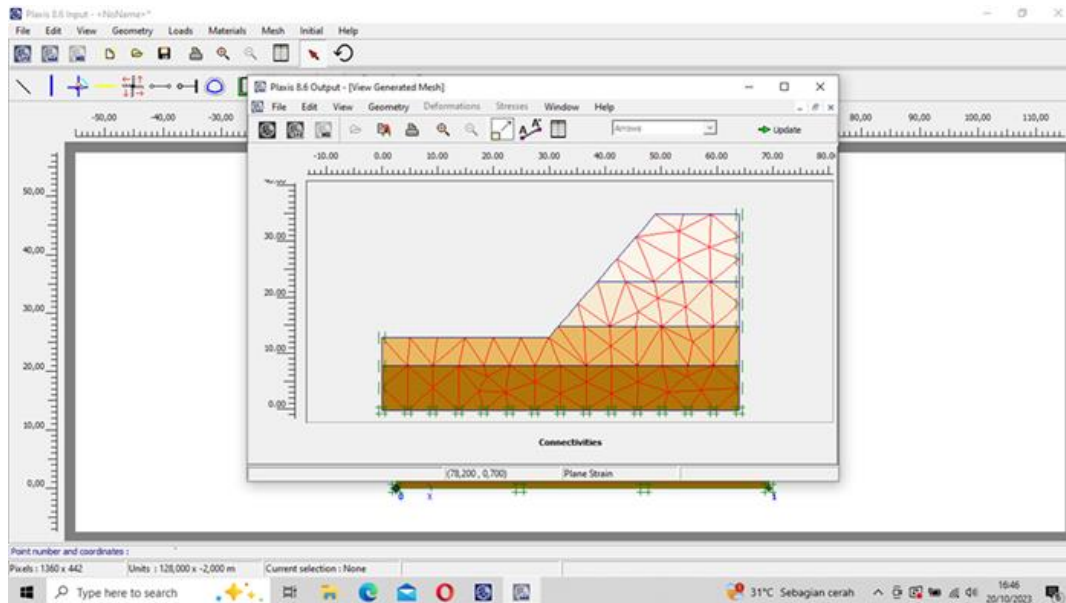 Plaxis 8.6 Input - <NoName>*
File Edit View Geometry Loads Materials Mesh Initial Help
-50,00 -40,00 -30,00 80,00 90,00 100,00 110,00
Plaxis 8.6 Output - [View Generated Mesh]
File Edit View Geometry Deformations Stresses Window Help
Arrows Update
-10.00 0.00 10.00 20.00 30.00 40.00 50.00 60.00 70.00 80.0
30.00
20.00
10.00
0.00
50,00
40,00
30,00
20,00
10,00
0,00
Connectivities
(78,200 , 0,700) Plane Strain
0 x 1
Point number and coordinates :
Pixels : 1360 x 442 Units : 128,000 x -2,000 m Current selection : None
Type here to search 31°C Sebagian cerah 16:46
20/10/2023